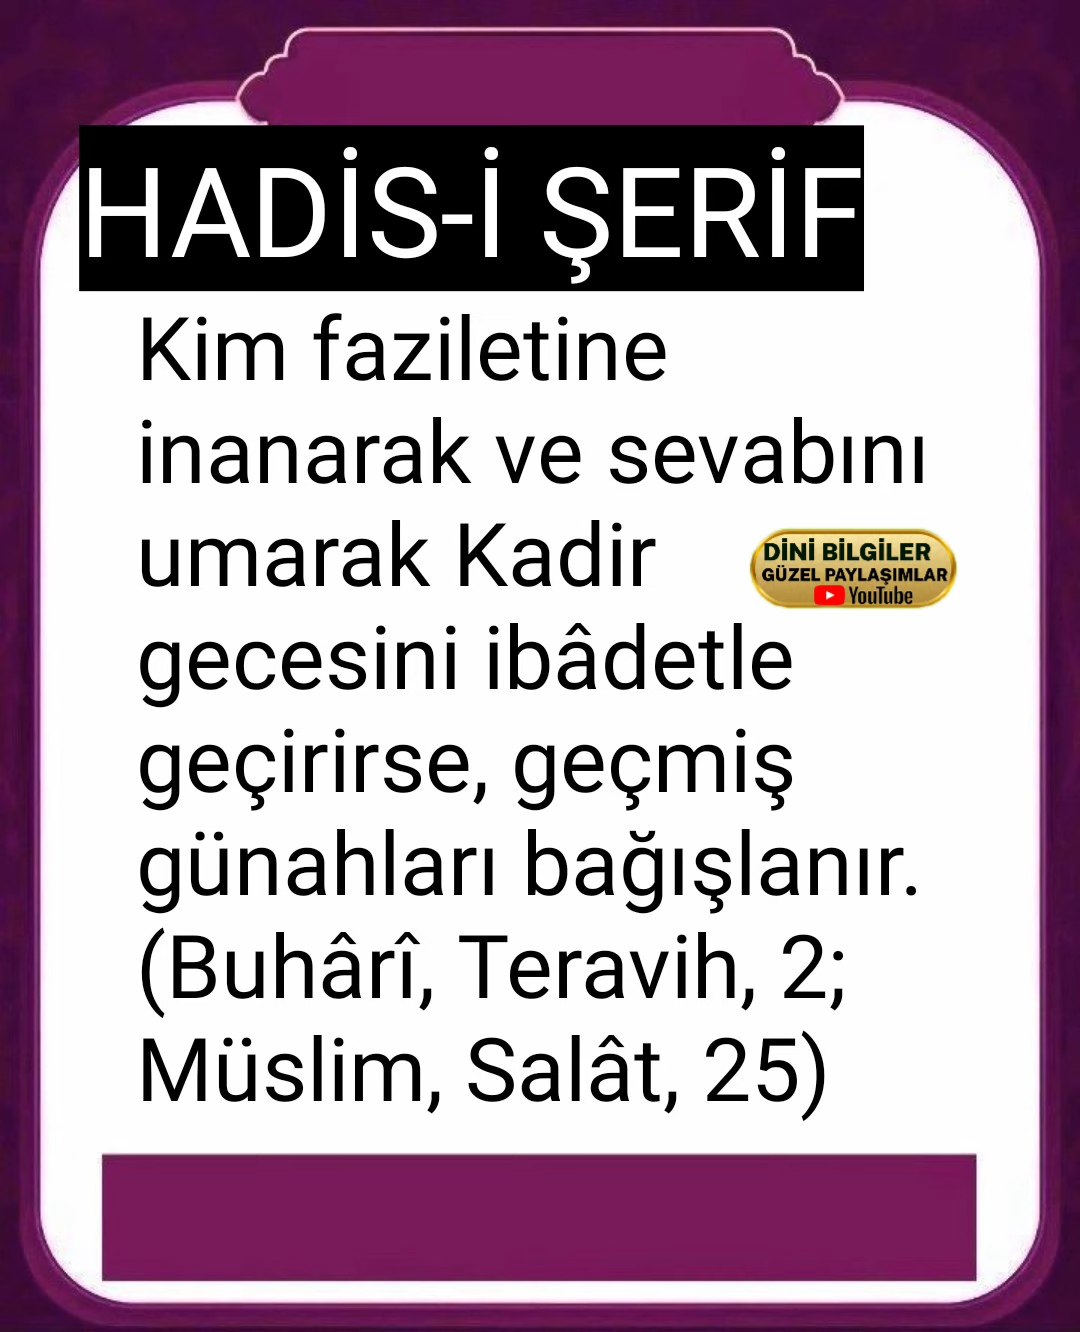 HADİS-İ ŞERİF
Kim faziletine
inanarak ve sevabını
umarak Kadir
gecesini ibâdetle
geçirirse, geçmiş
günahları bağışlanır.
(Buhârî, Teravih, 2;
Müslim, Salât, 25)
DİNİ BİLGİLER
GÜZEL PAYLAŞIMLAR
YouTube